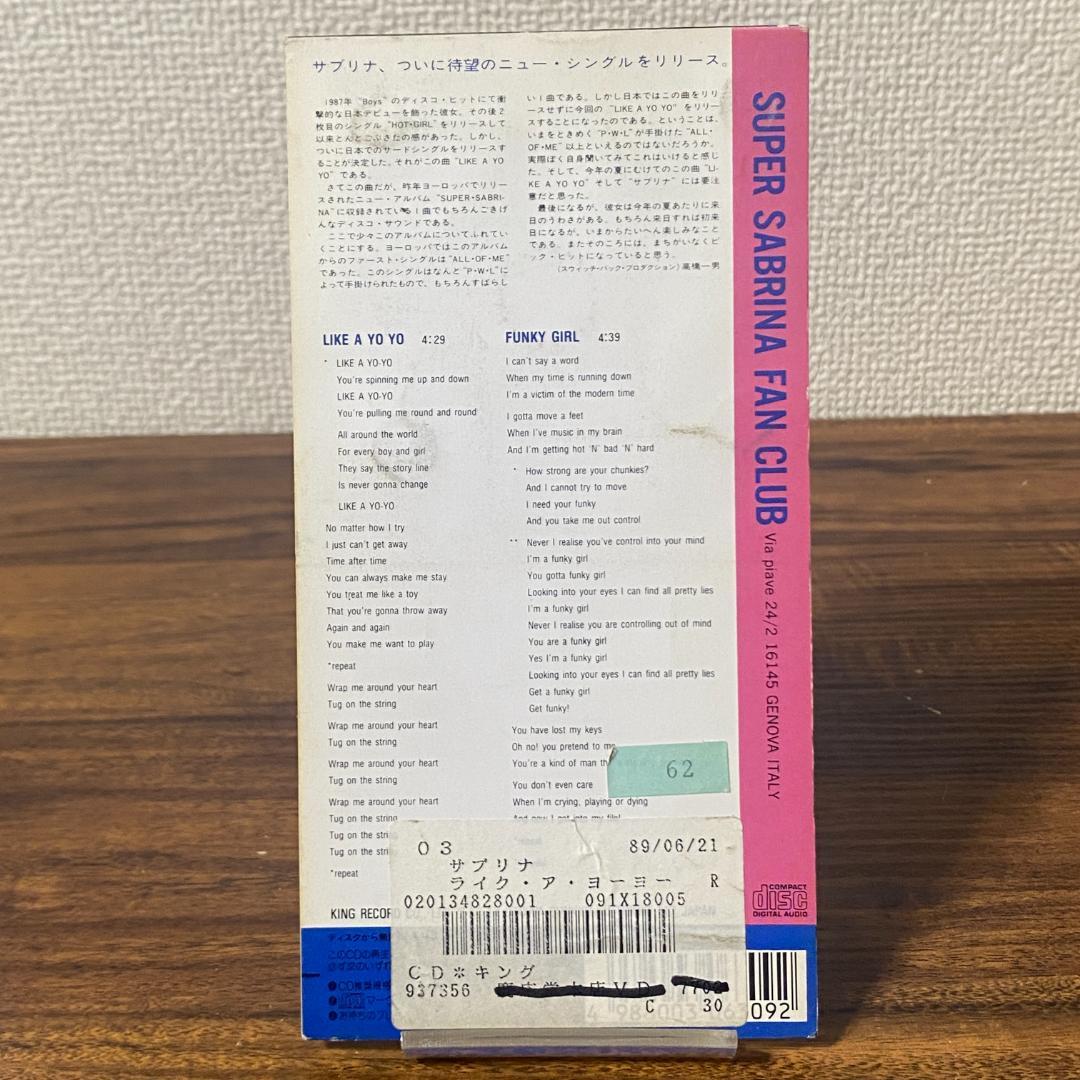 サブリナ、ついに待望のニュー・シングルをリリース。
1987年 "Boys" のディスコ・ヒットにて衝
撃的な日本デビューを飾った彼女。その後2
枚目のシングル "HOT・GIRL" をリリースして
以来とんとごぶさたの感があった。しかし、
ついに日本でのサードシングルをリリースす
ることが決定した。それがこの曲 "LIKE A YO
YO" である。
さてこの曲だが、昨年ヨーロッパでリリー
スされたニュー・アルバム "SUPER・SABRI-
NA" に収録されている1曲でもちろんごきげ
んなディスコ・サウンドである。
ここで少々このアルバムについてふれてい
くことにする。ヨーロッパではこのアルバム
からのファースト・シングルは "ALL・OF・ME"
であった。このシングルはなんと "P・W・L" に
よって手掛けられたもので、もちろんすばらし
い1曲である。しかし日本ではこの曲をリリ
ースせずに今回の "LIKE A YO YO" をリリー
スすることになったのである。ということは、
いまをときめく "P・W・L" が手掛けた "ALL・
OF・ME" 以上といえるのではないだろうか。
実際ぼく自身聞いてみてこれはいけると感じ
た。そして、今年の夏にむけてのこの曲 "LI-
KE A YO YO" そして "サブリナ" には要注
意だと思った。
最後になるが、彼女は今年の夏あたりに来
日のうわさがある。もちろん来日すれば初来
日になるが、いまからたいへん楽しみなこと
である。またそのころには、まちがいなくビ
ック・ヒットになっていると思う。
(スウィッチ・バック・プロダクション) 高橋一男
LIKE A YO YO 4:29
* LIKE A YO-YO
You're spinning me up and down
LIKE A YO-YO
You're pulling me round and round
All around the world
For every boy and girl
They say the story line
Is never gonna change
LIKE A YO-YO
No matter how I try
I just can't get away
Time after time
You can always make me stay
You treat me like a toy
That you're gonna throw away
Again and again
You make me want to play
*repeat
Wrap me around your heart
Tug on the string
Wrap me around your heart
Tug on the string
Wrap me around your heart
Tug on the string
Wrap me around your heart
Tug on the string
Tug on the stri
Tug on the stri
*repeat
FUNKY GIRL 4:39
I can't say a word
When my time is running down
I'm a victim of the modern time
I gotta move a feet
When I've music in my brain
And I'm getting hot 'N' bad 'N' hard
* How strong are your chunkies?
And I cannot try to move
I need your funky
And you take me out control
** Never I realise you've control into your mind
I'm a funky girl
You gotta funky girl
Looking into your eyes I can find all pretty lies
I'm a funky girl
Never I realise you are controlling out of mind
You are a funky girl
Yes I'm a funky girl
Looking into your eyes I can find all pretty lies
Get a funky girl
Get funky!
You have lost my keys
Oh no! you pretend to me
You're a kind of man th
You don't even care
When I'm crying, playing or dying
62
KING RECORD
03 89/06/21
サブリナ
ライク・ア・ヨーヨー R
020134828001 091X18005
CD*キング
937356
C 30
092
ディスクから
このCDの再生
SUPER SABRINA FAN CLUB Via piave 24/2 16145 GENOVA ITALY
COMPACT
disc
DIGITAL AUDIO